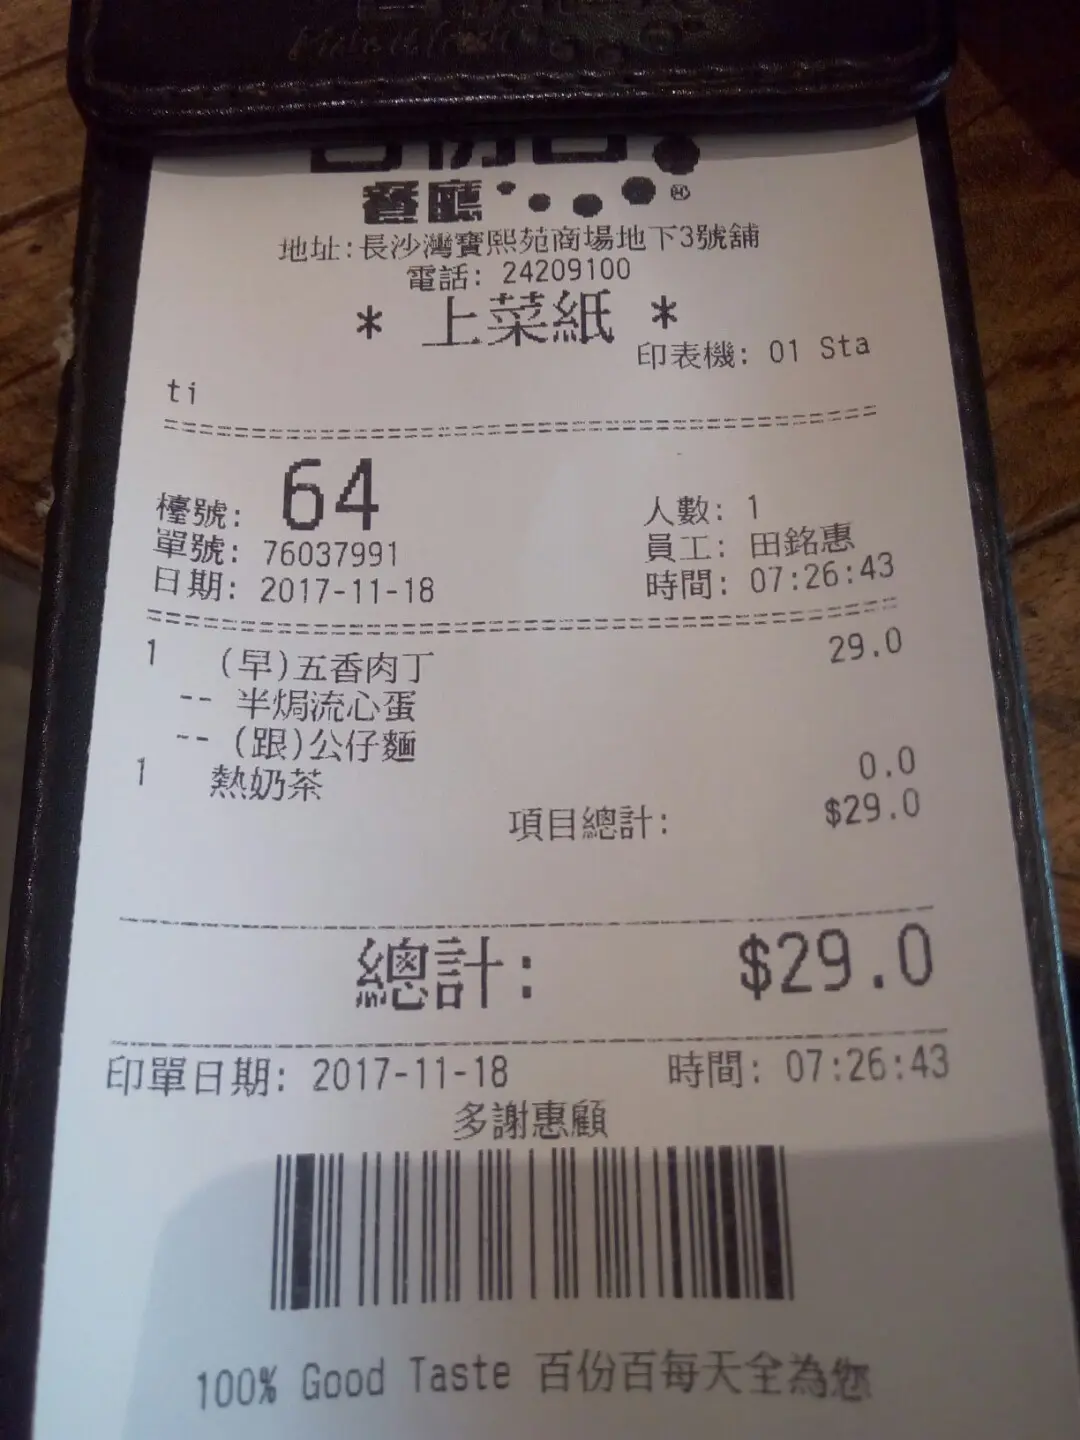 百份百
餐廳
地址:長沙灣寶熙苑商場地下3號舖
電話: 24209100
* 上菜紙 *
印表機: 01 Sta
ti
檯號: 64 人數: 1
單號: 76037991 員工: 田銘惠
日期: 2017-11-18 時間: 07:26:43
1 (早)五香肉丁 29.0
-- 半焗流心蛋
-- (跟)公仔麵
1 熱奶茶 0.0
項目總計: $29.0
總計: $29.0
印單日期: 2017-11-18 時間: 07:26:43
多謝惠顧
100% Good Taste 百份百每天全為您